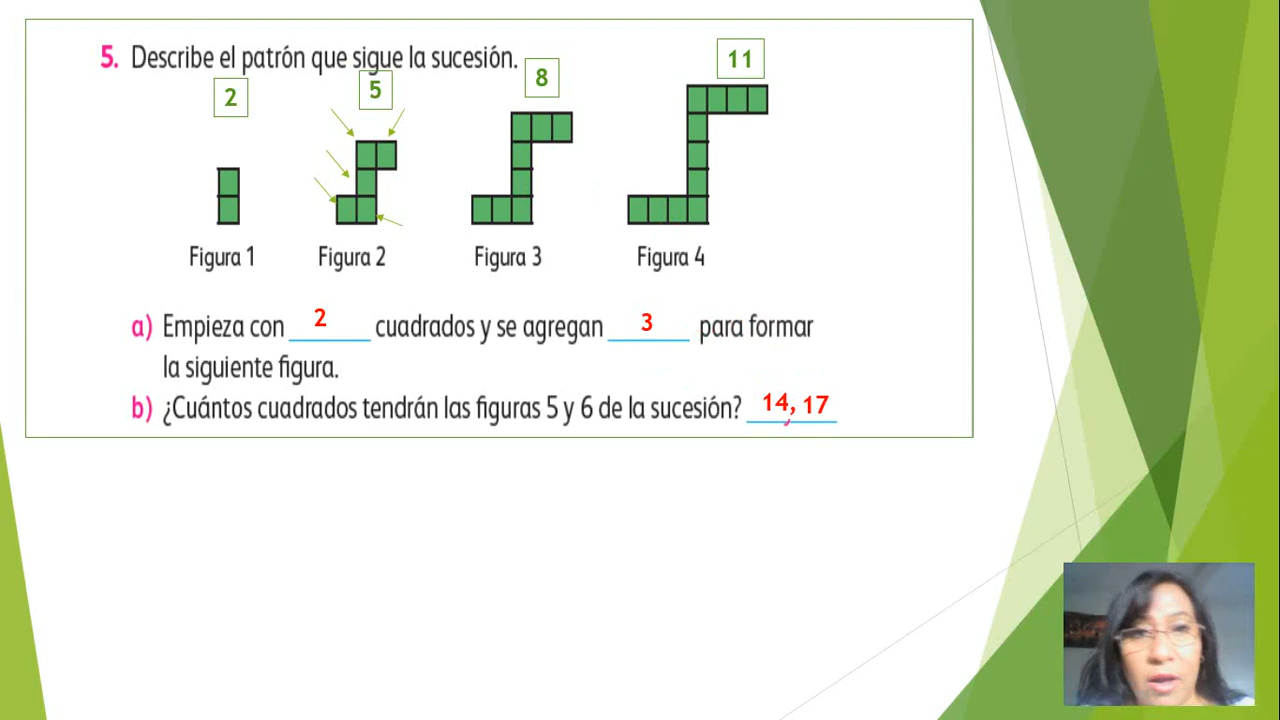 5. Describe el patrón que sigue la sucesión.
2
5
8
11
Figura 1
Figura 2
Figura 3
Figura 4
a) Empieza con 2 cuadrados y se agregan 3 para formar
la siguiente figura.
b) ¿Cuántos cuadrados tendrán las figuras 5 y 6 de la sucesión? 14, 17